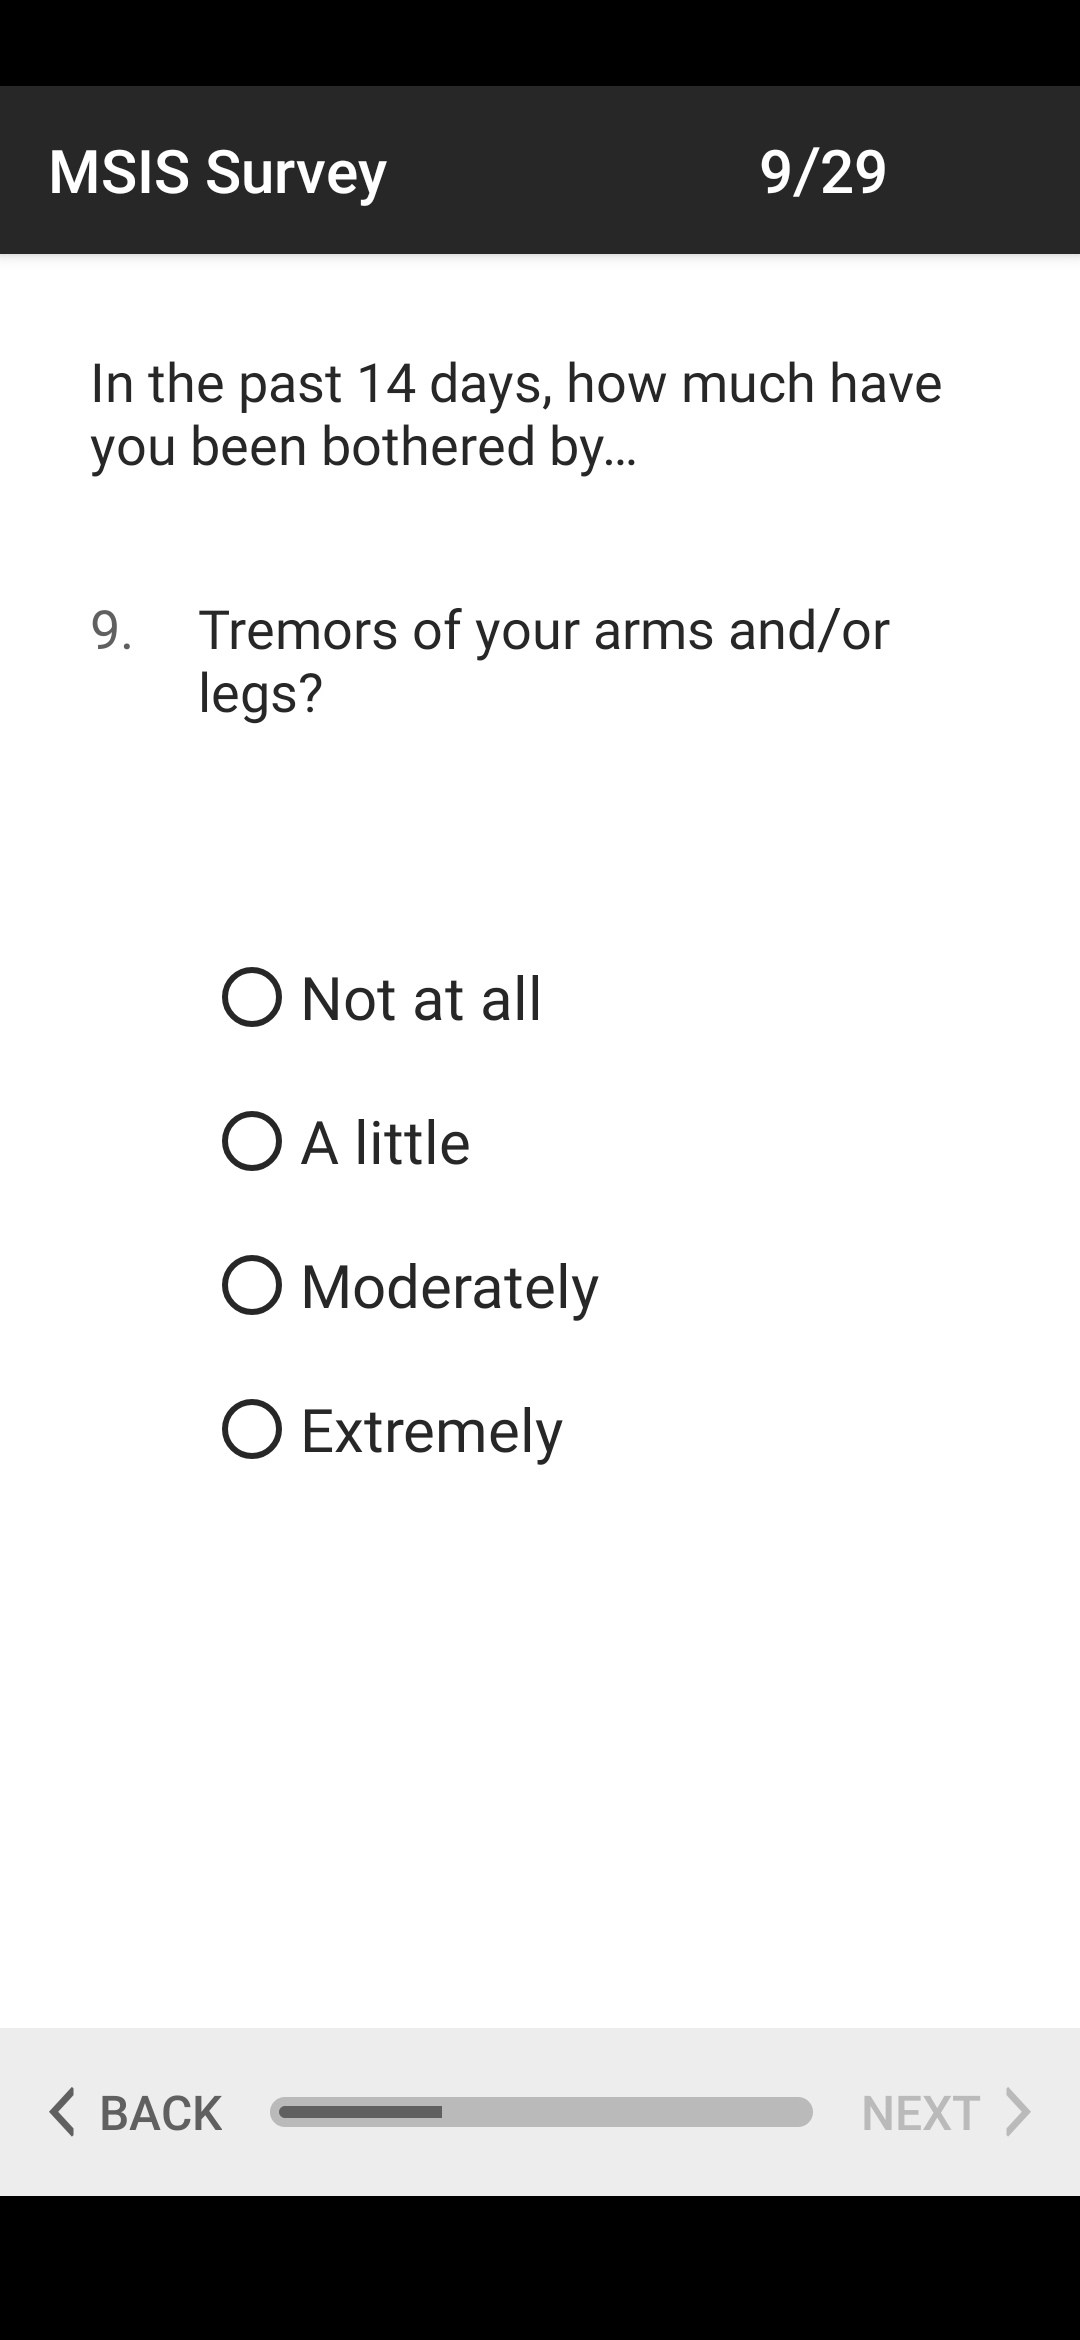 MSIS Survey 9/29
In the past 14 days, how much have
you been bothered by...
9. Tremors of your arms and/or
legs?
Not at all
A little
Moderately
Extremely
BACK NEXT